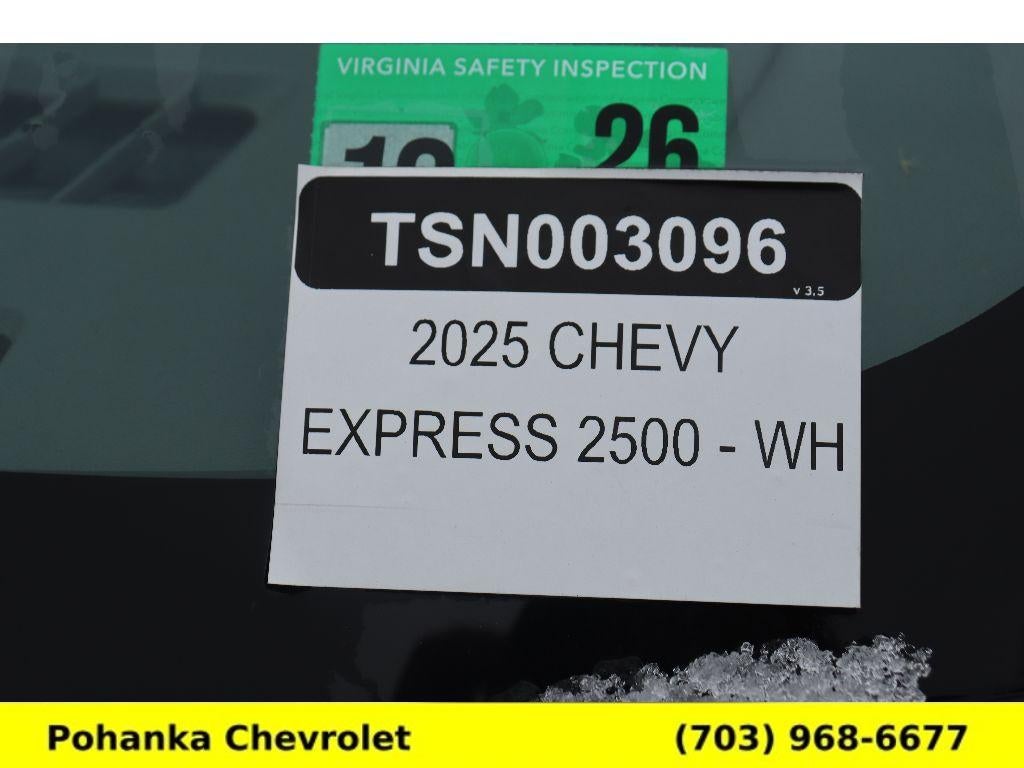 VIRGINIA SAFETY INSPECTION
26
TSN003096
v 3.5
2025 CHEVY
EXPRESS 2500 - WH
Pohanka Chevrolet (703) 968-6677